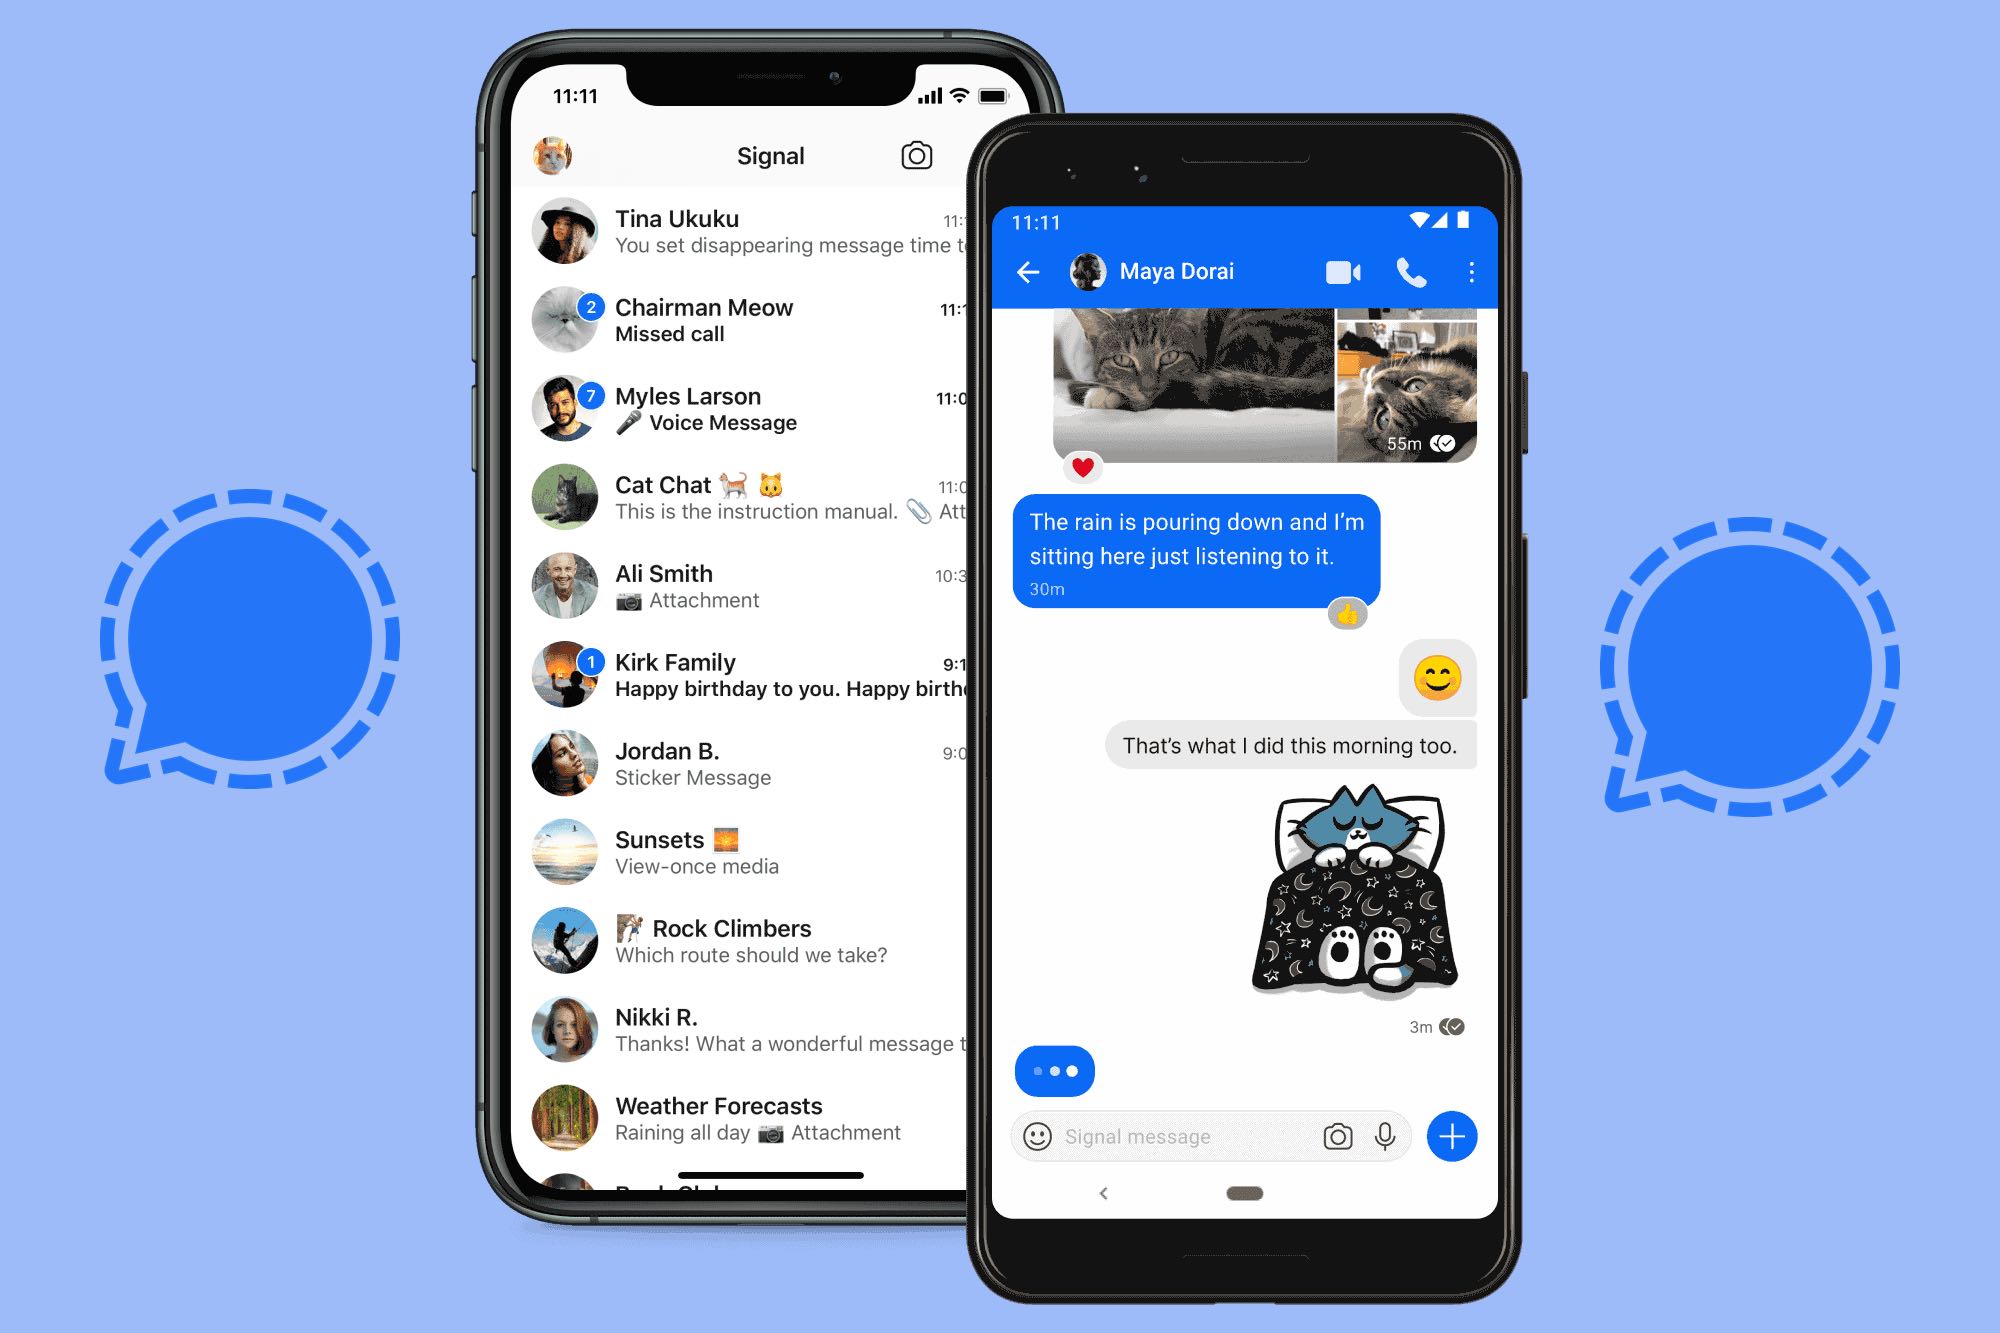 11:11
Signal
Tina Ukuku
11:
You set disappearing message time
2
Chairman Meow
11:
Missed call
7
Myles Larson
11:0
Voice Message
Cat Chat
11:0
This is the instruction manual.
Att
Ali Smith
10:3
Attachment
1
Kirk Family
9:1
Happy birthday to you. Happy birth
Jordan B.
9:0
Sticker Message
Sunsets
View-once media
Rock Climbers
Which route should we take?
Nikki R.
Thanks! What a wonderful message t
Weather Forecasts
Raining all day Attachment
11:11
Maya Dorai
55m
The rain is pouring down and I’m
sitting here just listening to it.
30m
That’s what I did this morning too.
3m
Signal message